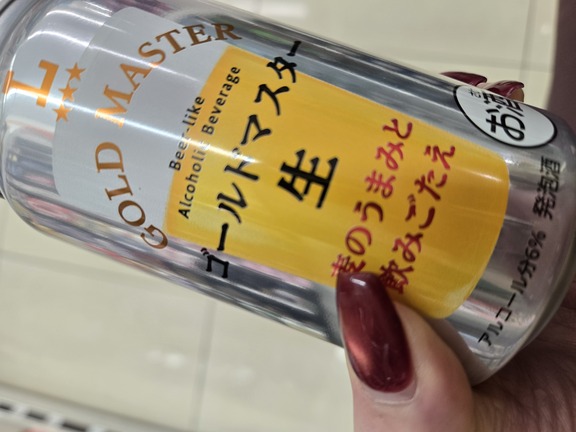 GOLD MASTER
Beer-like
Alcoholic Beverage
ゴールドマスター
生
麦のうまみと
飲みごたえ
お酒
アルコール分6% 発泡酒